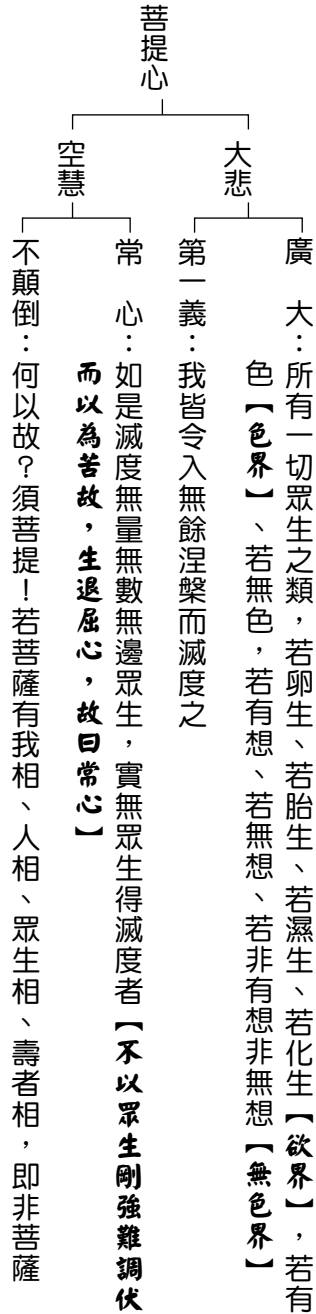 菩提心
大悲
廣　大：所有一切眾生之類，若卵生、若胎生、若濕生、若化生【欲界】，若有
色【色界】、若無色，若有想、若無想、若非有想非無想【無色界】
第一義：我皆令入無餘涅槃而滅度之
空慧
常　心：如是滅度無量無數無邊眾生，實無眾生得滅度者【不以眾生剛強難調伏
而以為苦故，生退屈心，故曰常心】
不顛倒：何以故？須菩提！若菩薩有我相、人相、眾生相、壽者相，即非菩薩